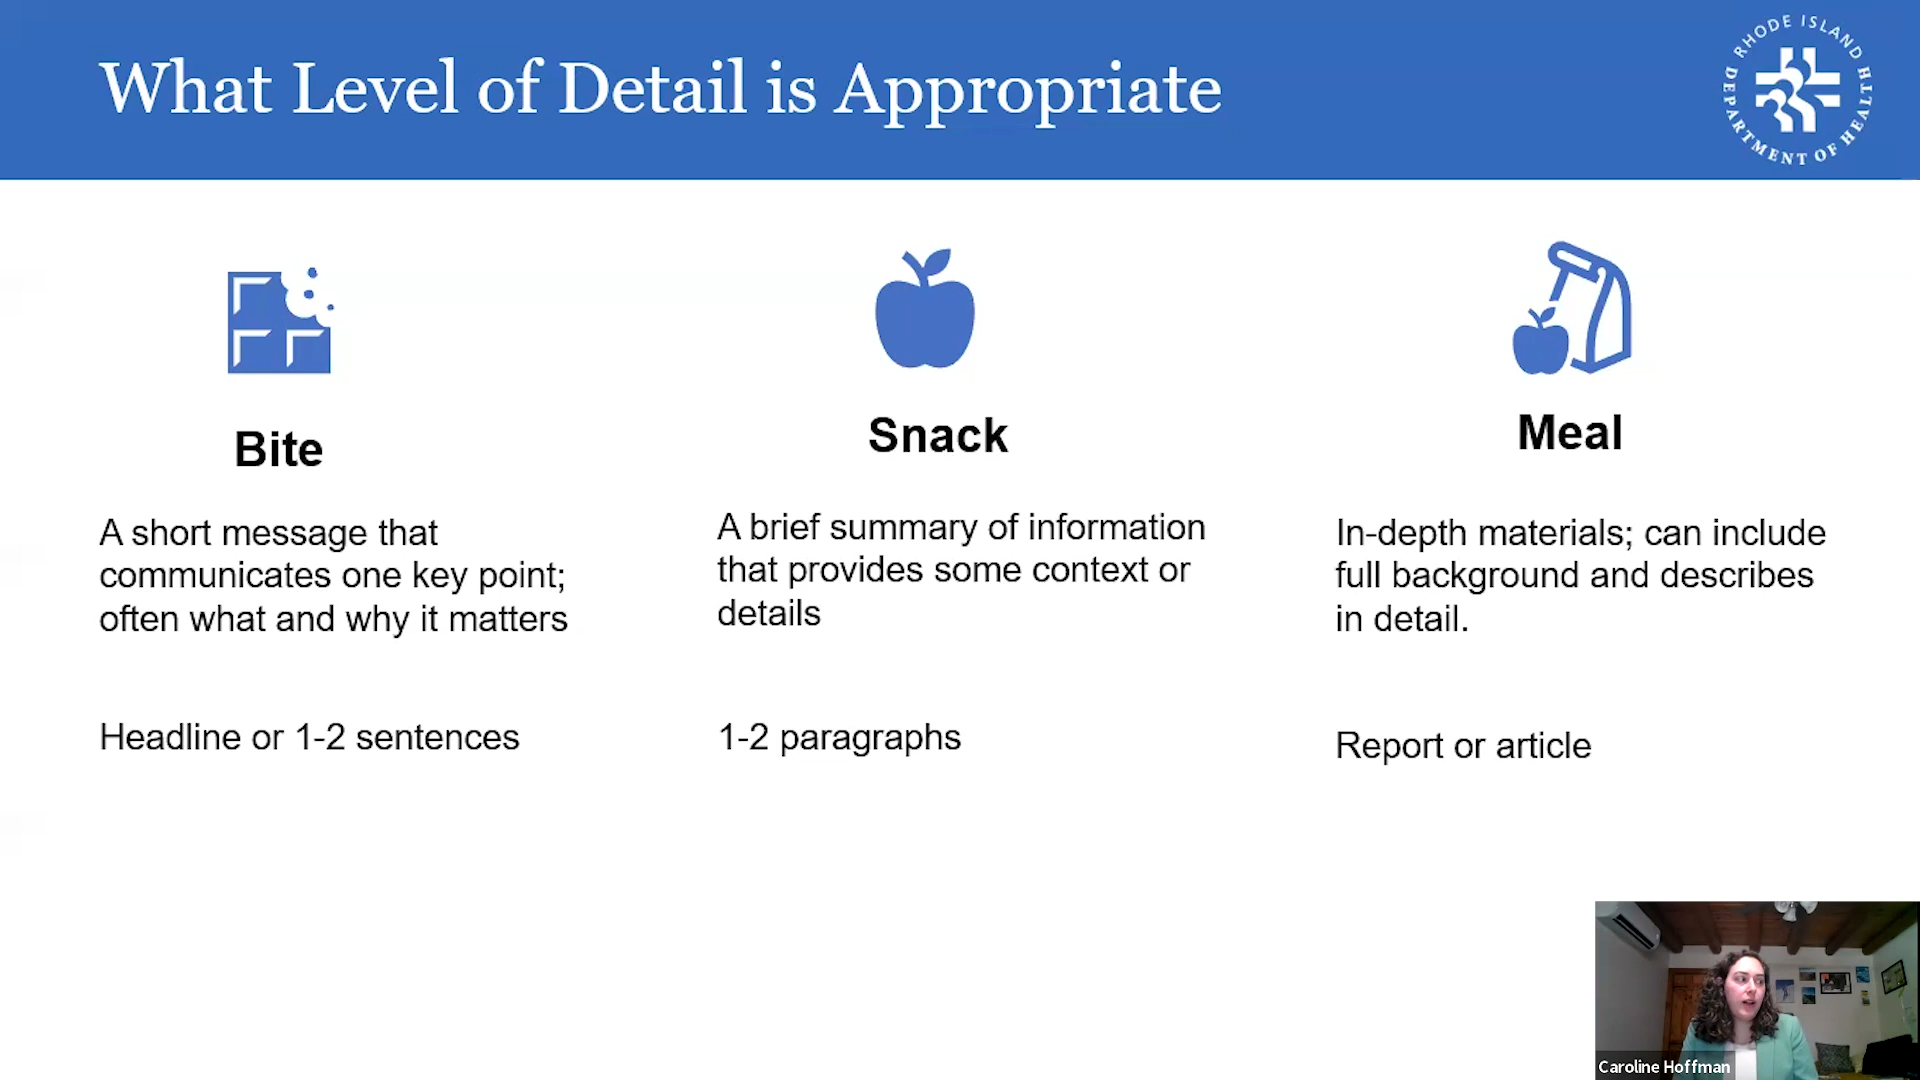 What Level of Detail is Appropriate
RHODE ISLAND
DEPARTMENT OF HEALTH
Bite
A short message that
communicates one key point;
often what and why it matters
Headline or 1-2 sentences
Snack
A brief summary of information
that provides some context or
details
1-2 paragraphs
Meal
In-depth materials; can include
full background and describes
in detail.
Report or article
Caroline Hoffman